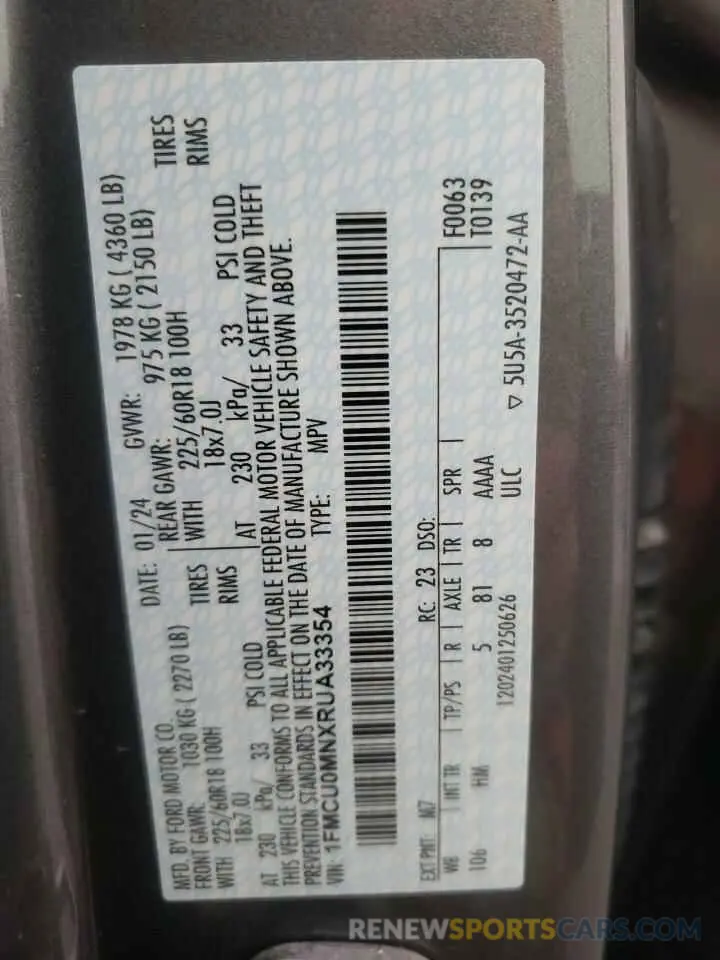 MFD. BY FORD MOTOR CO. DATE: 01/24 GVWR: 1978 KG ( 4360 LB)
FRONT GAWR: 1030 KG ( 2270 LB) REAR GAWR: 975 KG ( 2150 LB)
WITH 225/60R18 100H TIRES WITH 225/60R18 100H TIRES
18x7.0J RIMS 18x7.0J RIMS
AT 230 kPa/ 33 PSI COLD AT 230 kPa/ 33 PSI COLD
THIS VEHICLE CONFORMS TO ALL APPLICABLE FEDERAL MOTOR VEHICLE SAFETY AND THEFT
PREVENTION STANDARDS IN EFFECT ON THE DATE OF MANUFACTURE SHOWN ABOVE.
VIN: 1FMCU0MNXRUA33354 TYPE: MPV
EXT PNT: M7 RC: 23 DSO: F0063
WB INT TR TP/PS R AXLE TR SPR T0139
106 HM 5 81 8 AAAA
ULC
1202401250626 ▽ 5U5A-3520472-AA
RENEWSPORTSCARS.COM